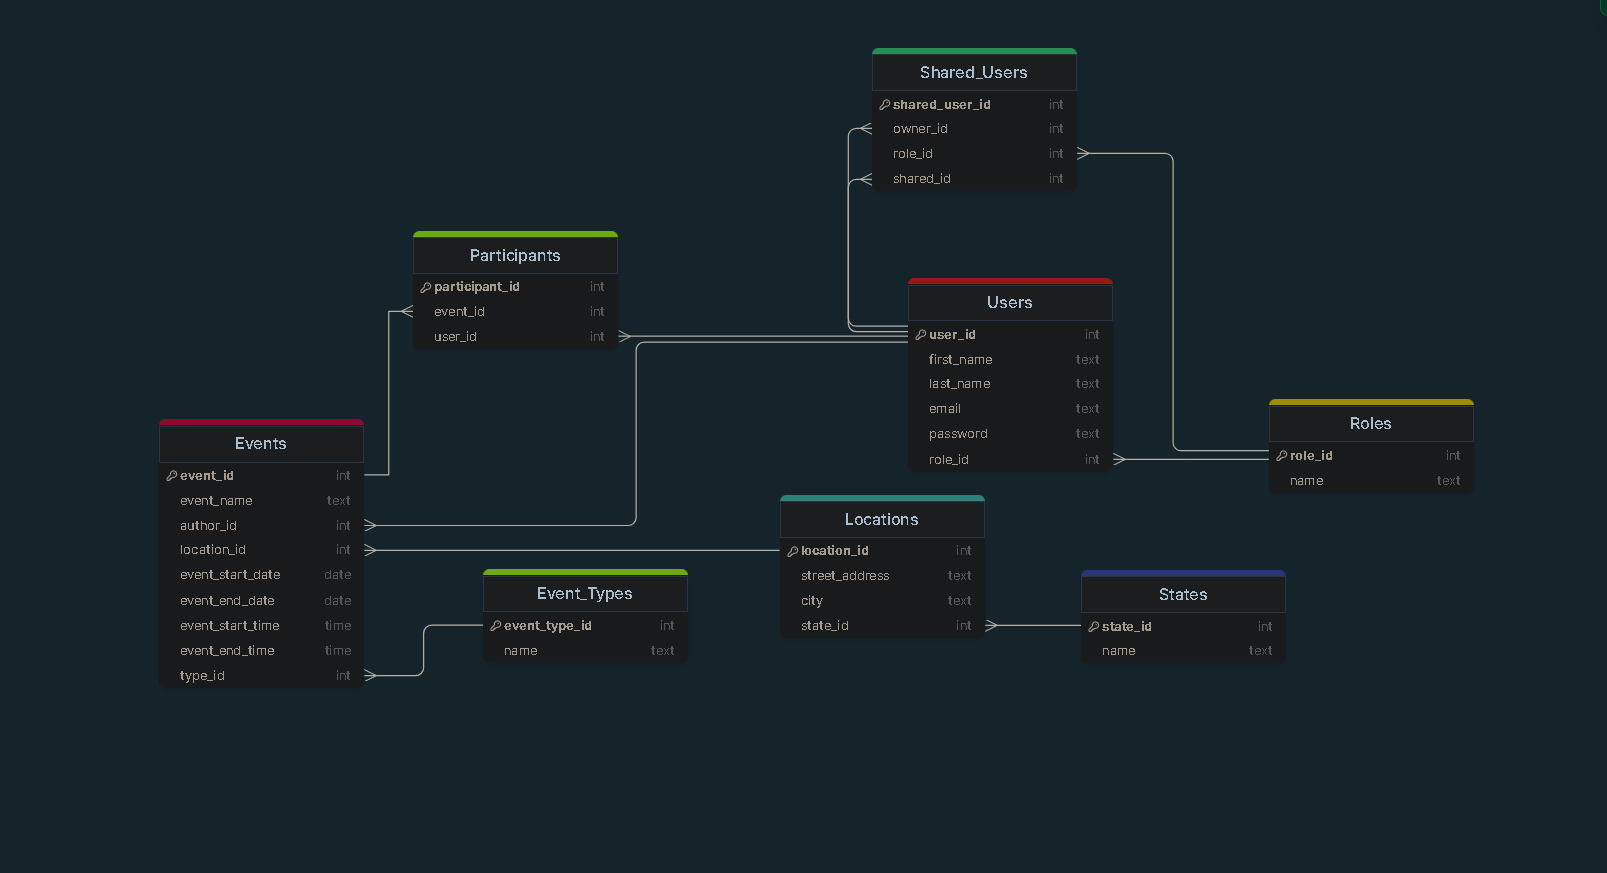 Shared_Users
shared_user_id int
owner_id int
role_id int
shared_id int
Participants
participant_id int
event_id int
user_id int
Users
user_id int
first_name text
last_name text
email text
password text
role_id int
Roles
role_id int
name text
Events
event_id int
event_name text
author_id int
location_id int
event_start_date date
event_end_date date
event_start_time time
event_end_time time
type_id int
Locations
location_id int
street_address text
city text
state_id int
Event_Types
event_type_id int
name text
States
state_id int
name text